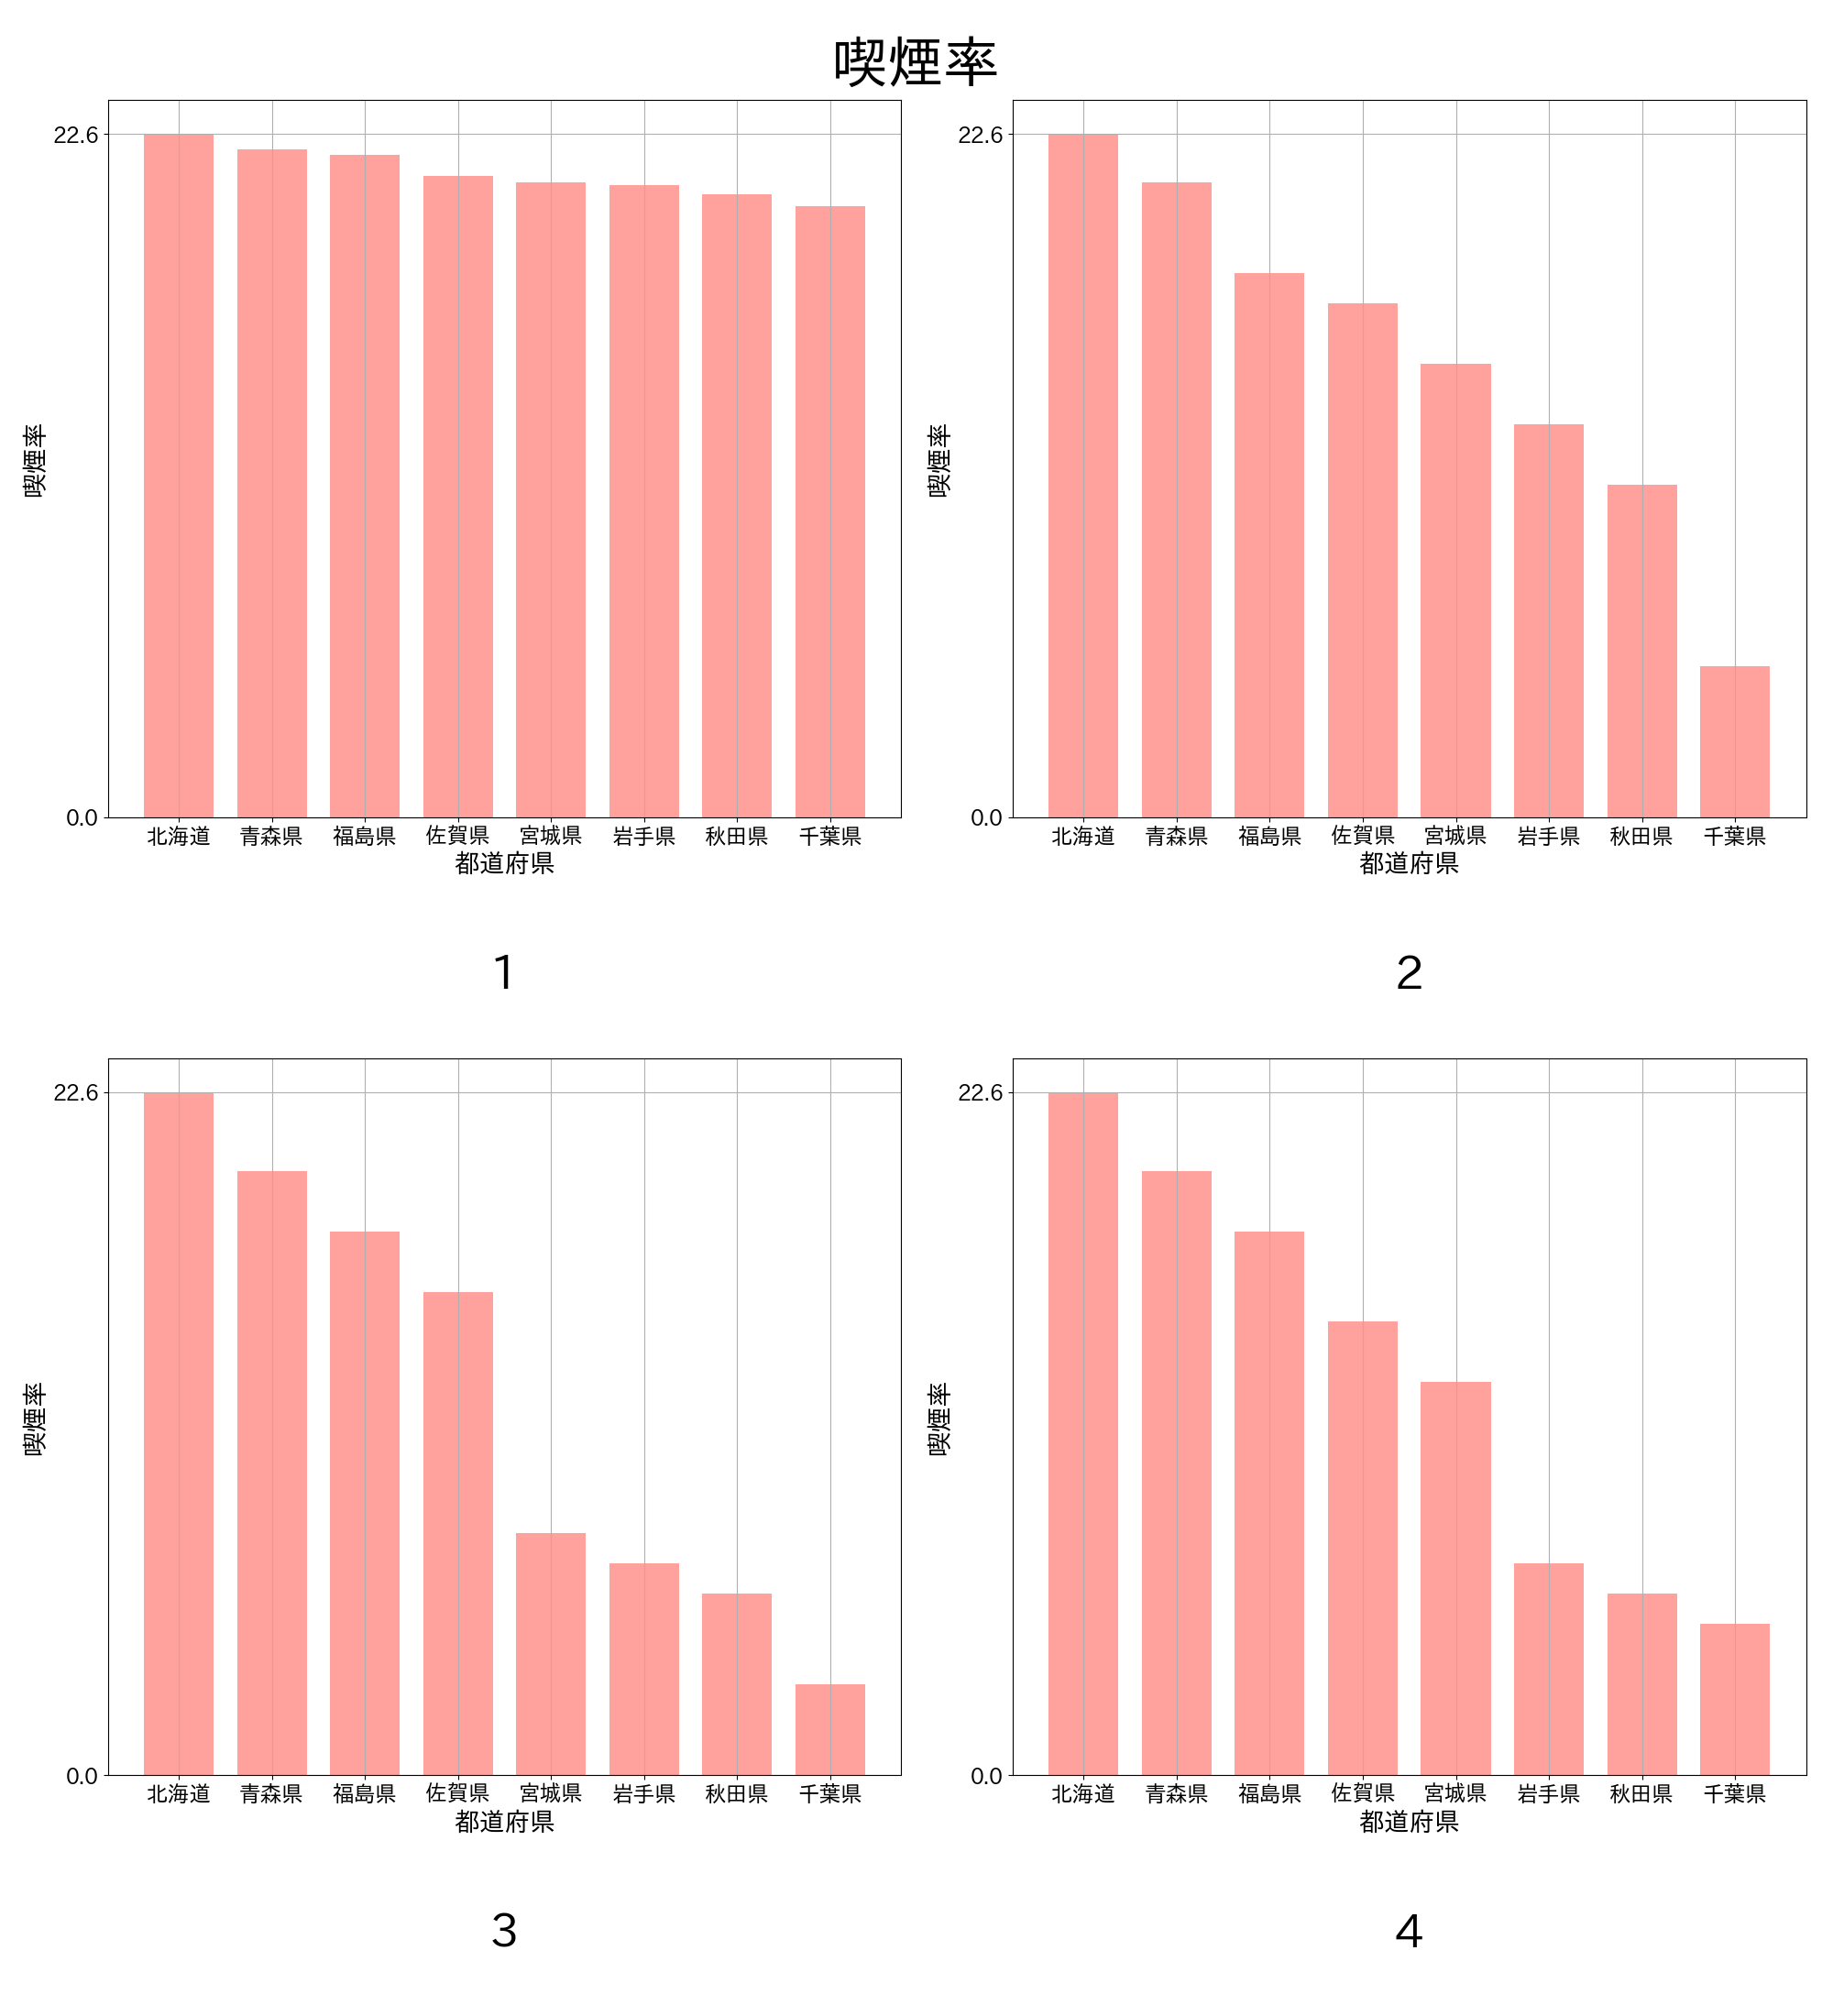 喫煙率
22.6
0.0
喫煙率
北海道 青森県 福島県 佐賀県 宮城県 岩手県 秋田県 千葉県
都道府県
1
22.6
0.0
喫煙率
北海道 青森県 福島県 佐賀県 宮城県 岩手県 秋田県 千葉県
都道府県
2
22.6
0.0
喫煙率
北海道 青森県 福島県 佐賀県 宮城県 岩手県 秋田県 千葉県
都道府県
3
22.6
0.0
喫煙率
北海道 青森県 福島県 佐賀県 宮城県 岩手県 秋田県 千葉県
都道府県
4